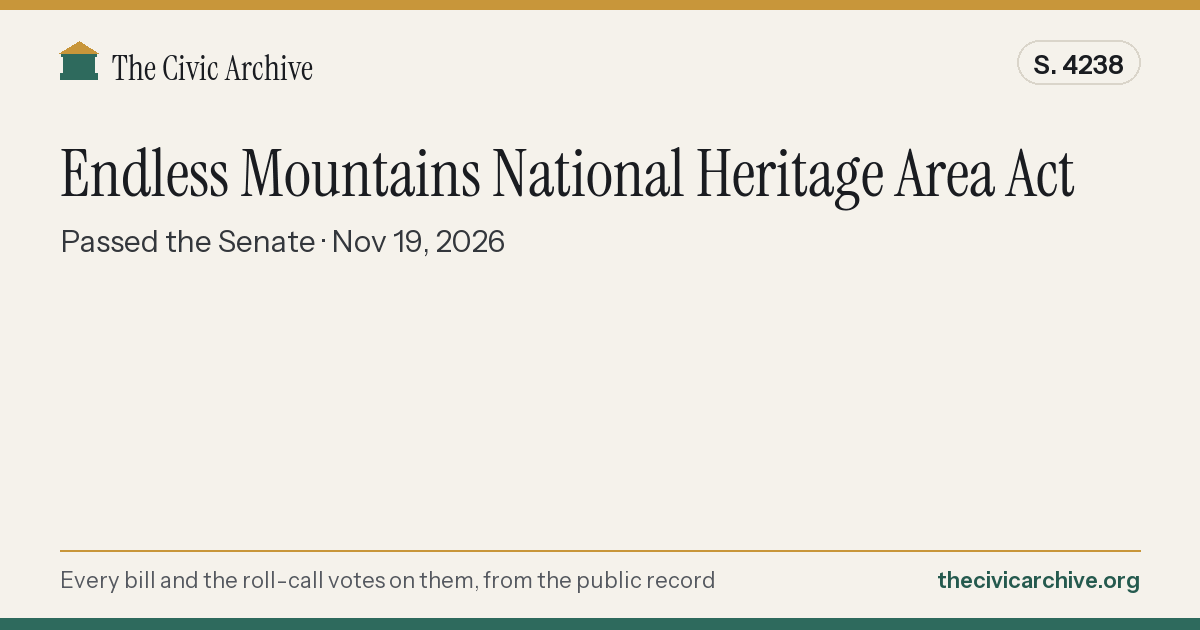 The Civic Archive
S. 4238
Endless Mountains National Heritage Area Act
Passed the Senate · Nov 19, 2026
Every bill and the roll-call votes on them, from the public record
thecivicarchive.org